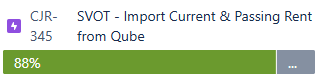 CJR-
345
SVOT - Import Current & Passing Rent
from Qube
88%
...